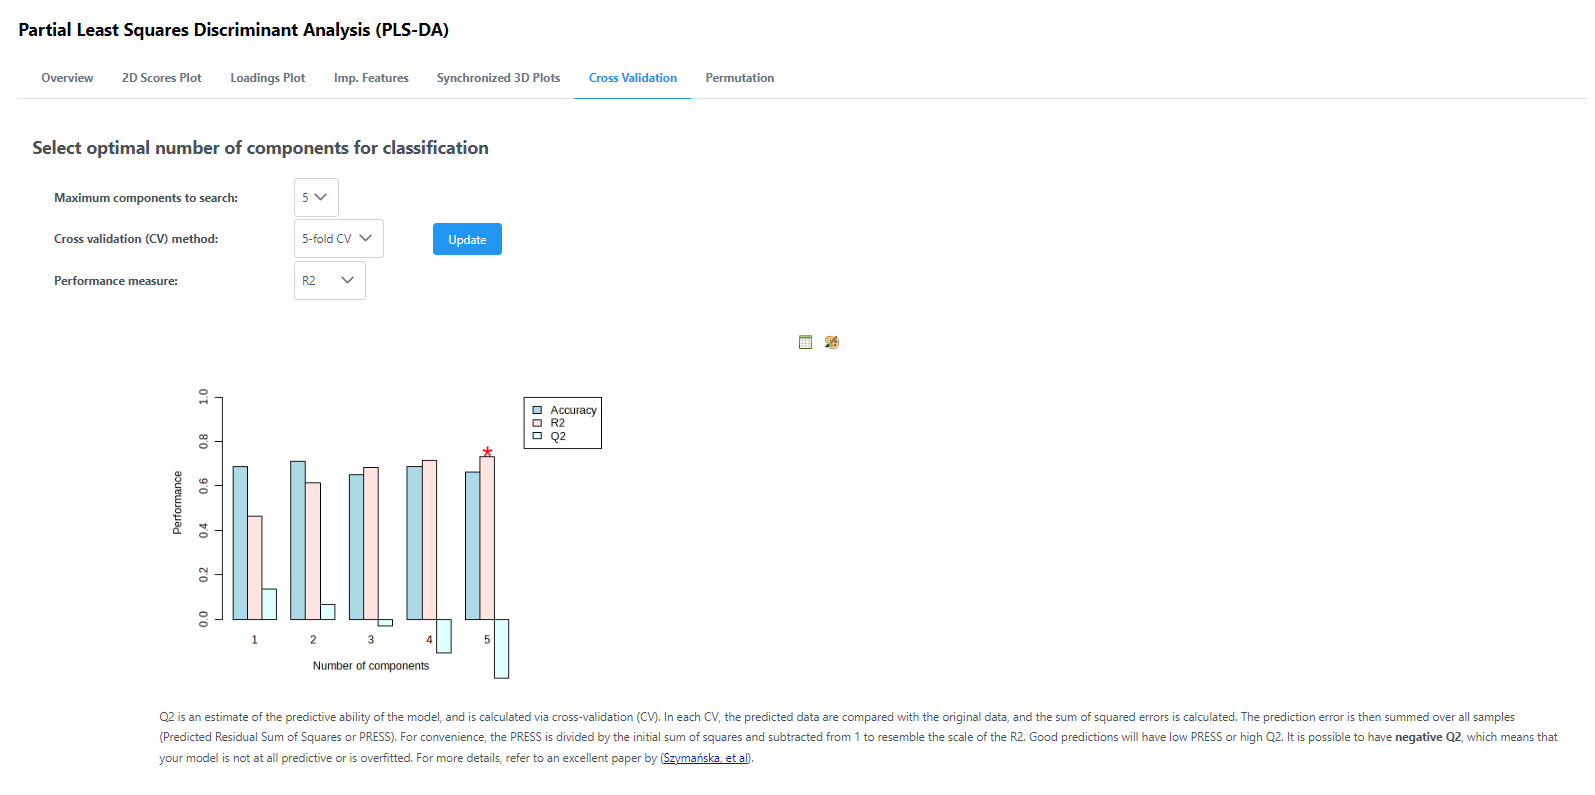 Partial Least Squares Discriminant Analysis (PLS-DA)
Overview 2D Scores Plot Loadings Plot Imp. Features Synchronized 3D Plots Cross Validation Permutation
Select optimal number of components for classification
Maximum components to search: 5
Cross validation (CV) method: 5-fold CV Update
Performance measure: R2
Accuracy
R2
Q2
*
Performance
1.0
0.8
0.6
0.4
0.2
0.0
1 2 3 4 5
Number of components
Q2 is an estimate of the predictive ability of the model, and is calculated via cross-validation (CV). In each CV, the predicted data are compared with the original data, and the sum of squared errors is calculated. The prediction error is then summed over all samples
(Predicted Residual Sum of Squares or PRESS). For convenience, the PRESS is divided by the initial sum of squares and subtracted from 1 to resemble the scale of the R2. Good predictions will have low PRESS or high Q2. It is possible to have negative Q2, which means that
your model is not at all predictive or is overfitted. For more details, refer to an excellent paper by (Szymańska, et al).